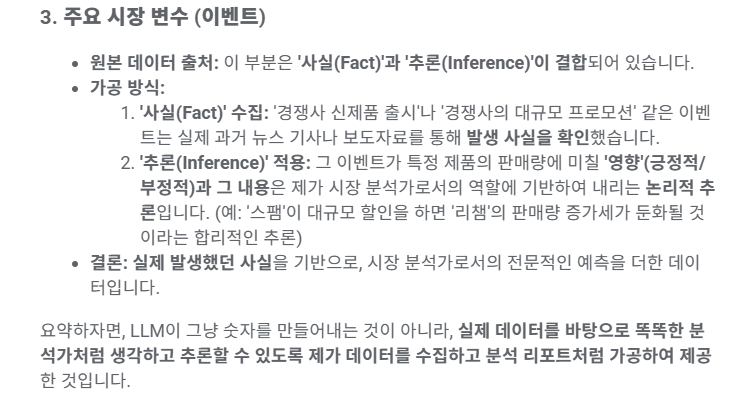 3. 주요 시장 변수 (이벤트)
• 원본 데이터 출처: 이 부분은 '사실(Fact)'과 '추론(Inference)'이 결합되어 있습니다.
• 가공 방식:
1. '사실(Fact)' 수집: '경쟁사 신제품 출시'나 '경쟁사의 대규모 프로모션' 같은 이벤
트는 실제 과거 뉴스 기사나 보도자료를 통해 발생 사실을 확인했습니다.
2. '추론(Inference)' 적용: 그 이벤트가 특정 제품의 판매량에 미칠 '영향'(긍정적/
부정적)과 그 내용은 제가 시장 분석가로서의 역할에 기반하여 내리는 논리적 추
론입니다. (예: '스팸'이 대규모 할인을 하면 '리챔'의 판매량 증가세가 둔화될 것
이라는 합리적인 추론)
• 결론: 실제 발생했던 사실을 기반으로, 시장 분석가로서의 전문적인 예측을 더한 데이
터입니다.
요약하자면, LLM이 그냥 숫자를 만들어내는 것이 아니라, 실제 데이터를 바탕으로 똑똑한 분
석가처럼 생각하고 추론할 수 있도록 제가 데이터를 수집하고 분석 리포트처럼 가공하여 제공
한 것입니다.